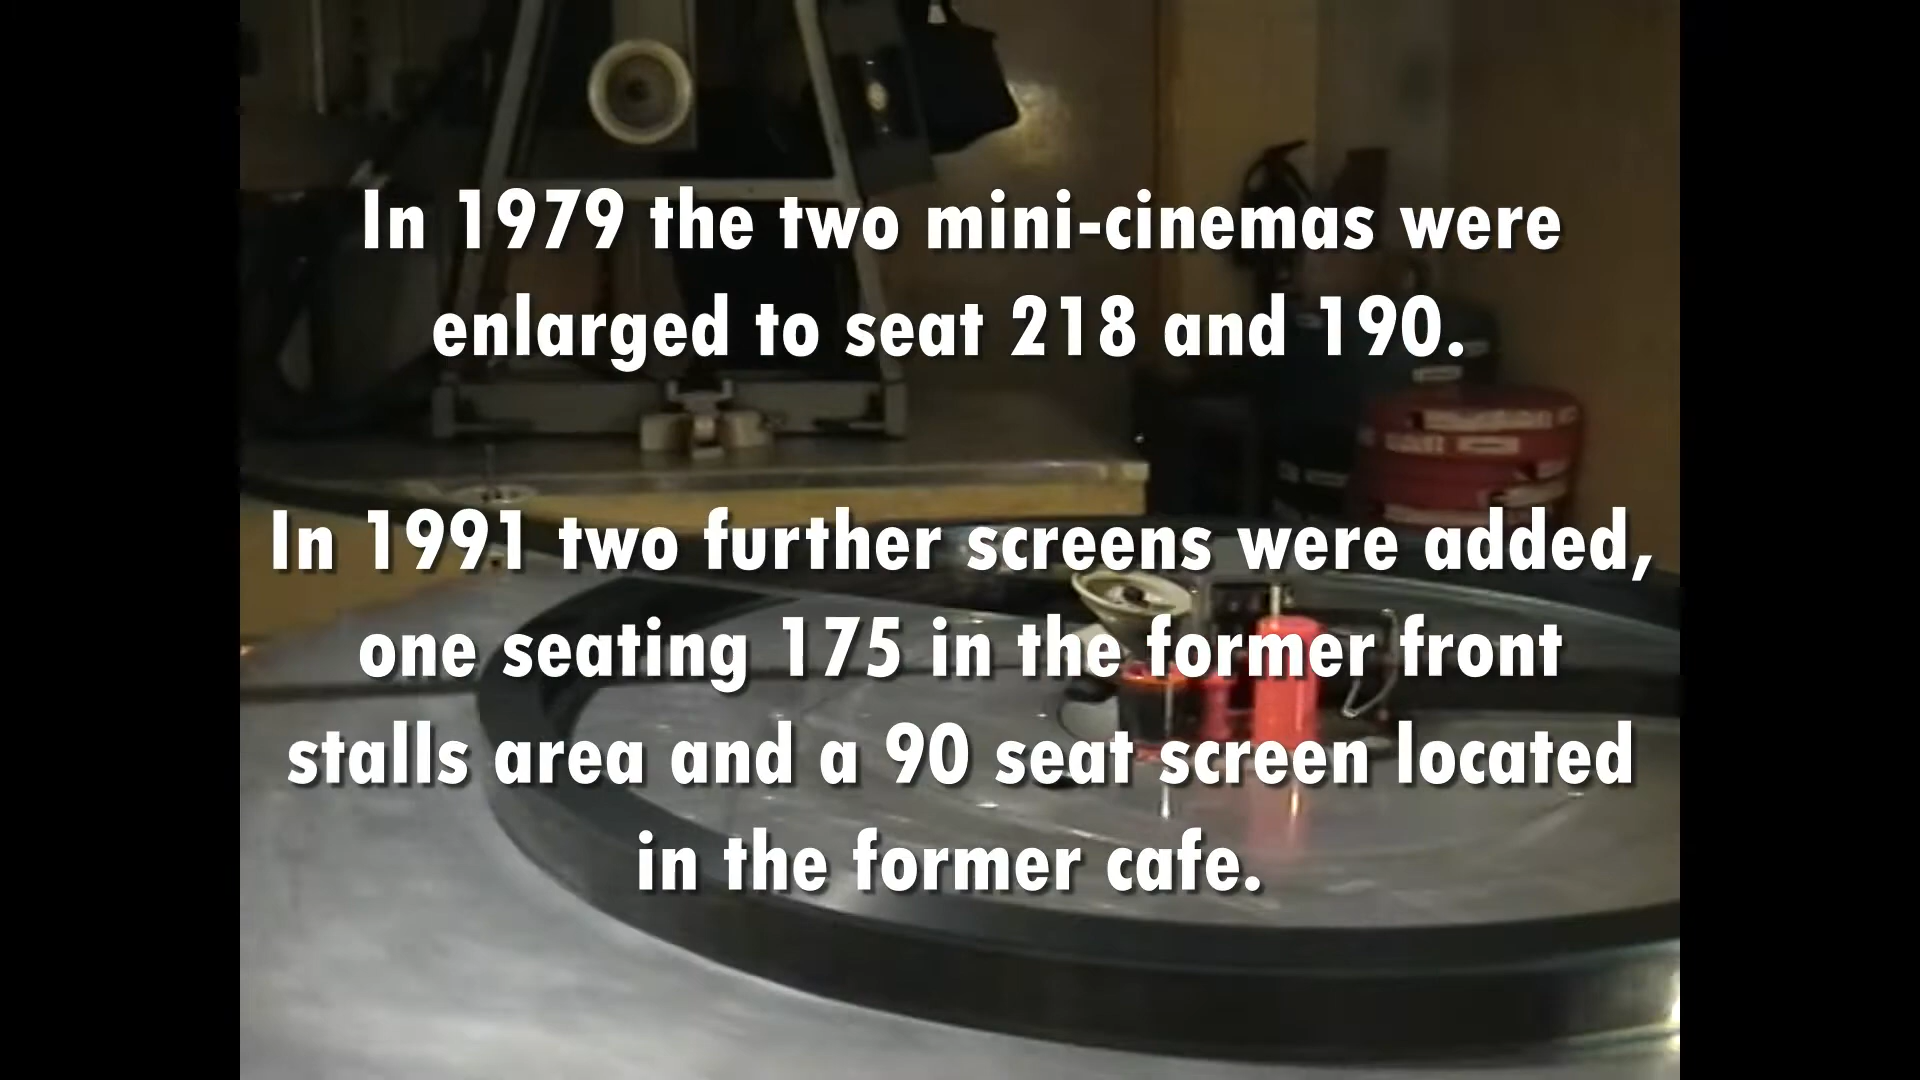 In 1979 the two mini-cinemas were
enlarged to seat 218 and 190.
In 1991 two further screens were added,
one seating 175 in the former front
stalls area and a 90 seat screen located
in the former cafe.